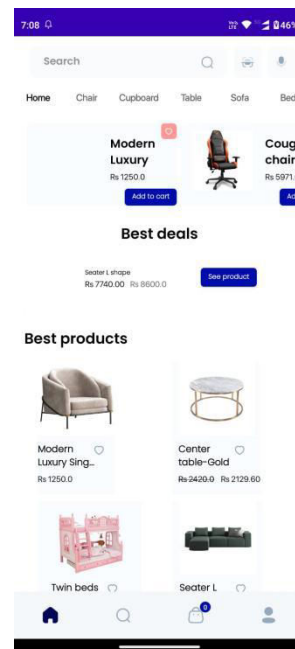 7:08
46%
Search
Home Chair Cupboard Table Sofa Bed
Modern
Luxury
Rs 1250.0
Add to cart
Coug
chair
Rs 5971.
Ad
Best deals
Seater L shape
Rs 7740.00 Rs 8600.0
See product
Best products
Modern
Luxury Sing...
Rs 1250.0
Center
table-Gold
Rs 2420.0 Rs 2129.60
Twin beds
Seater L
0